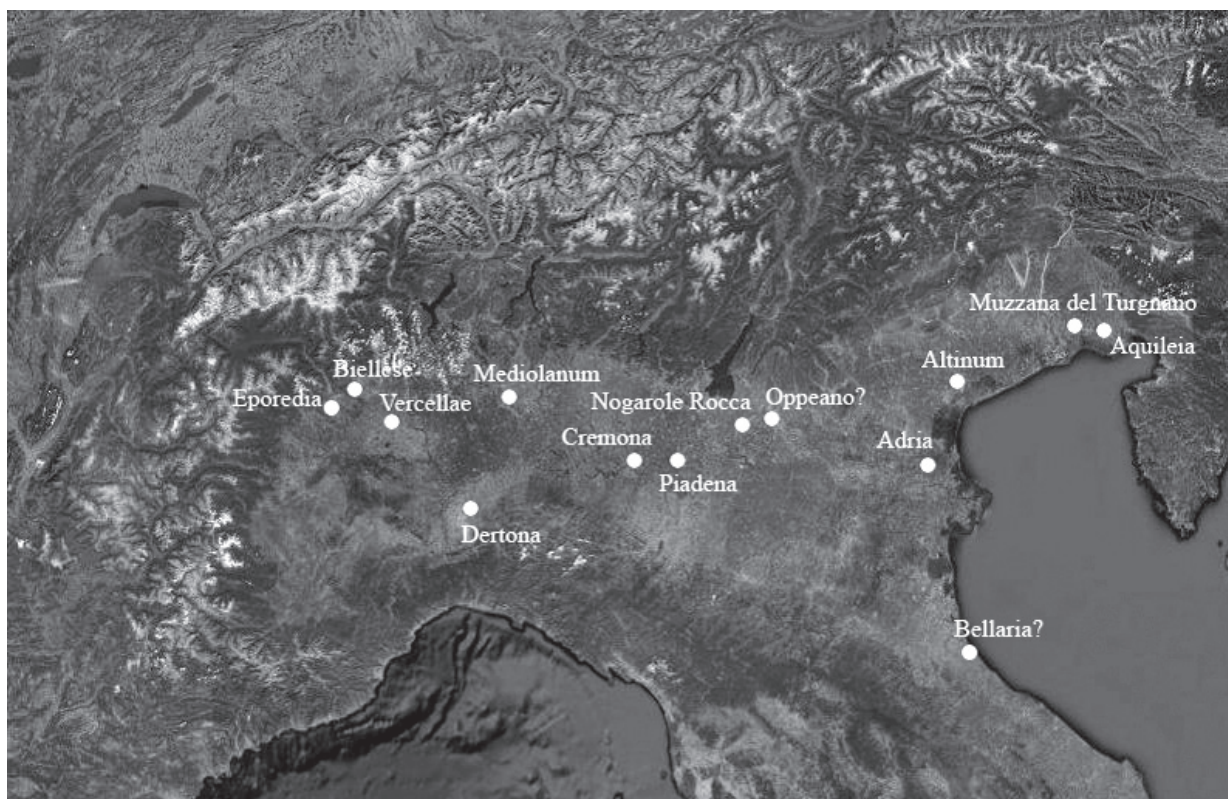 Muzzana del Turgnano
Aquileia
Altinum
Biellese
Mediolanum
Eporedia
Vercellae
Nogarole Rocca
Oppeano?
Cremona
Adria
Piadena
Dertona
Bellaria?